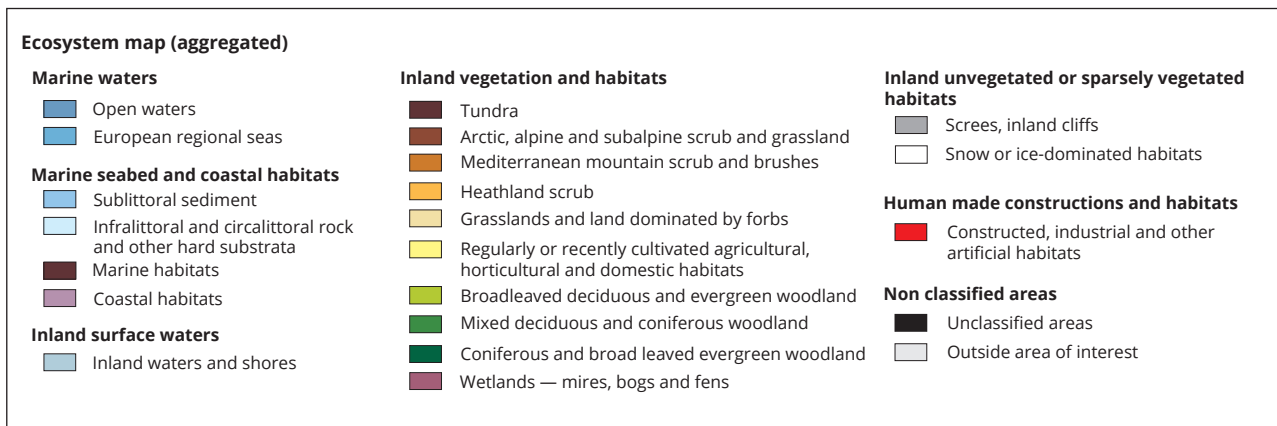 Ecosystem map (aggregated)
Marine waters
Open waters
European regional seas
Marine seabed and coastal habitats
Sublittoral sediment
Infralittoral and circalittoral rock
and other hard substrata
Marine habitats
Coastal habitats
Inland surface waters
Inland waters and shores
Inland vegetation and habitats
Tundra
Arctic, alpine and subalpine scrub and grassland
Mediterranean mountain scrub and brushes
Heathland scrub
Grasslands and land dominated by forbs
Regularly or recently cultivated agricultural,
horticultural and domestic habitats
Broadleaved deciduous and evergreen woodland
Mixed deciduous and coniferous woodland
Coniferous and broad leaved evergreen woodland
Wetlands — mires, bogs and fens
Inland unvegetated or sparsely vegetated
habitats
Screes, inland cliffs
Snow or ice-dominated habitats
Human made constructions and habitats
Constructed, industrial and other
artificial habitats
Non classified areas
Unclassified areas
Outside area of interest